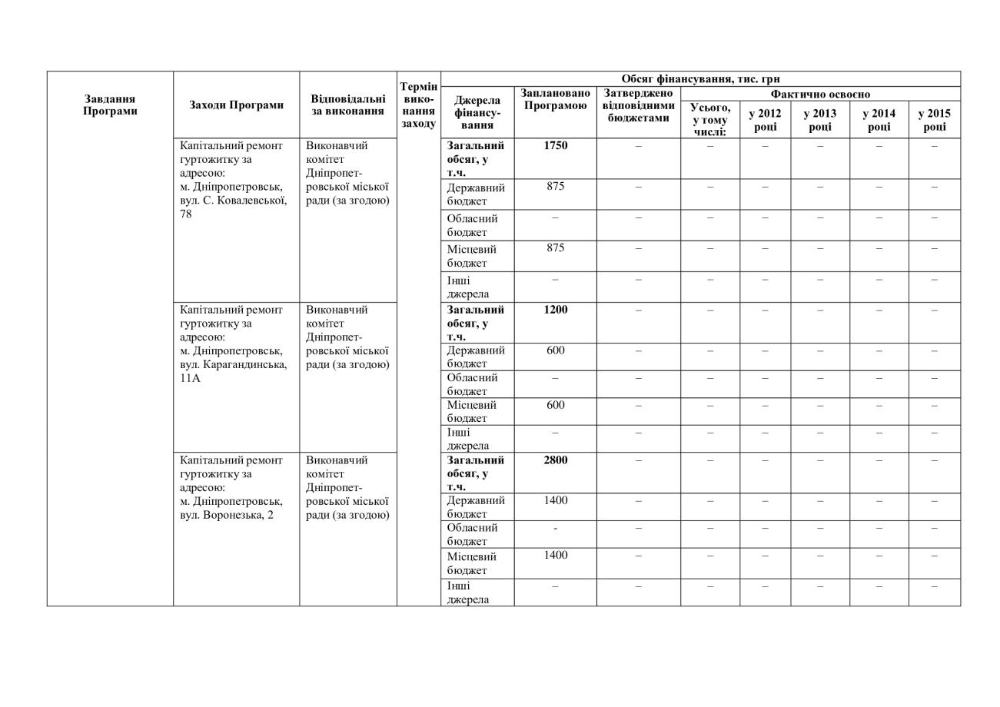 Завдання
Програми
Заходи Програми
Відповідальні
за виконання
Термін
вико-
нання
заходу
Обсяг фінансування, тис. грн
Джерела
фінансу-
вання
Заплановано
Програмою
Затверджено
відповідними
бюджетами
Фактично освоєно
Усього,
у тому
числі:
у 2012
році
у 2013
році
у 2014
році
у 2015
році
Капітальний ремонт
гуртожитку за
адресою:
м. Дніпропетровськ,
вул. С. Ковалевської,
78
Виконавчий
комітет
Дніпропет-
ровської міської
ради (за згодою)
Загальний
обсяг, у
т.ч.
1750 – – – – – –
Державний
бюджет
875 – – – – – –
Обласний
бюджет
– – – – – – –
Місцевий
бюджет
875 – – – – – –
Інші
джерела
– – – – – – –
Капітальний ремонт
гуртожитку за
адресою:
м. Дніпропетровськ,
вул. Карагандинська,
11А
Виконавчий
комітет
Дніпропет-
ровської міської
ради (за згодою)
Загальний
обсяг, у
т.ч.
1200 – – – – – –
Державний
бюджет
600 – – – – – –
Обласний
бюджет
– – – – – – –
Місцевий
бюджет
600 – – – – – –
Інші
джерела
– – – – – – –
Капітальний ремонт
гуртожитку за
адресою:
м. Дніпропетровськ,
вул. Воронезька, 2
Виконавчий
комітет
Дніпропет-
ровської міської
ради (за згодою)
Загальний
обсяг, у
т.ч.
2800 – – – – – –
Державний
бюджет
1400 – – – – – –
Обласний
бюджет
- – – – – – –
Місцевий
бюджет
1400 – – – – – –
Інші
джерела
– – – – – – –